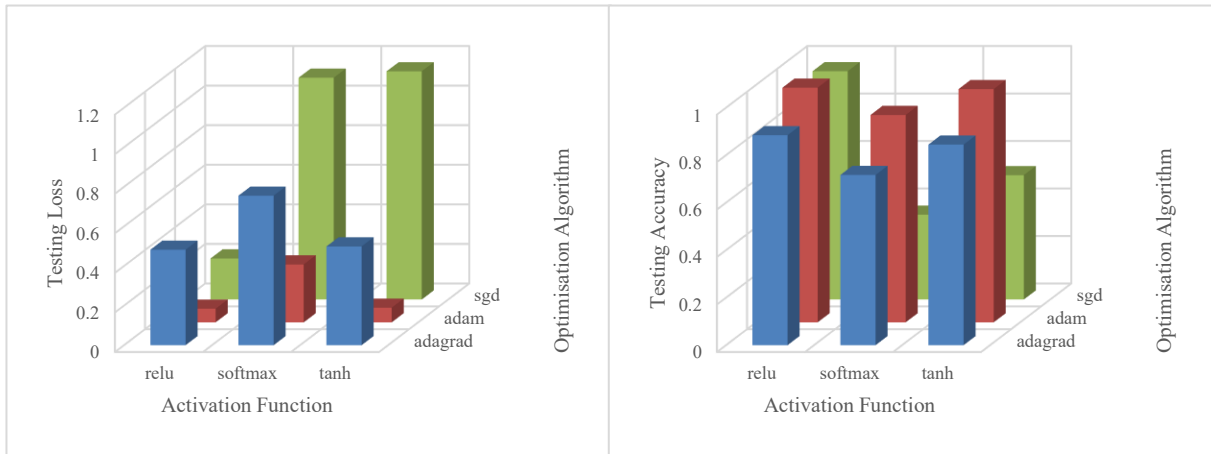 1.2
1
0.8
0.6
0.4
0.2
0
Testing Loss
relu
softmax
tanh
Activation Function
sgd
adam
adagrad
Optimisation Algorithm
1
0.8
0.6
0.4
0.2
0
Testing Accuracy
relu
softmax
tanh
Activation Function
sgd
adam
adagrad
Optimisation Algorithm